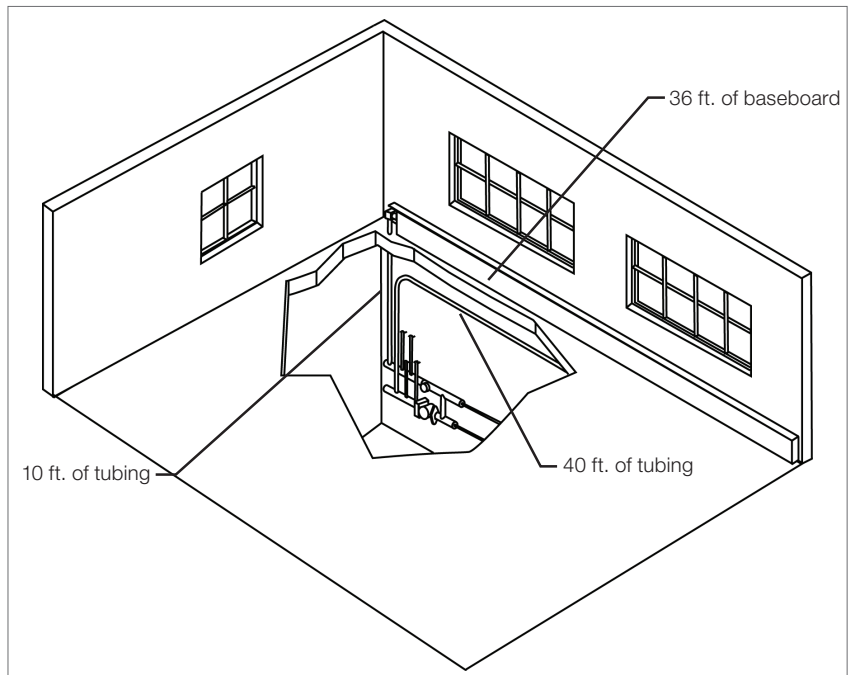 36 ft. of baseboard
10 ft. of tubing
40 ft. of tubing